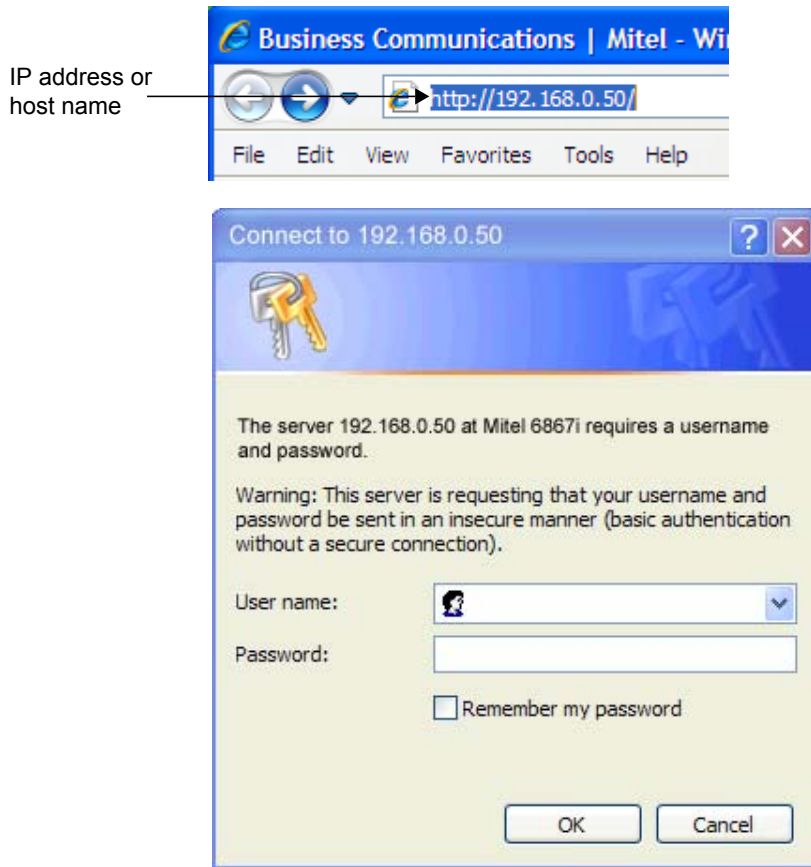 Business Communications | Mitel - Wi
IP address or
host name
http://192.168.0.50/
File Edit View Favorites Tools Help
Connect to 192.168.0.50
The server 192.168.0.50 at Mitel 6867i requires a username
and password.
Warning: This server is requesting that your username and
password be sent in an insecure manner (basic authentication
without a secure connection).
User name:
Password:
Remember my password
OK Cancel